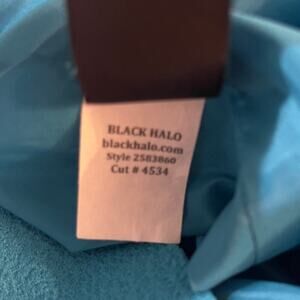 BLACK HALO
blackhalo.com
Style 2583860
Cut # 4534